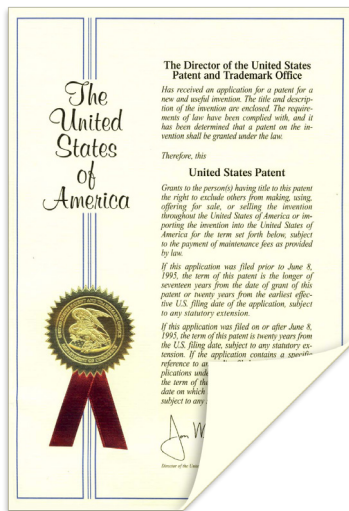 The
United
States
of
America
The Director of the United States
Patent and Trademark Office
Has received an application for a patent for a
new and useful invention. The title and descrip-
tion of the invention are enclosed. The require-
ments of law have been complied with, and it
has been determined that a patent on the in-
vention shall be granted under the law.
Therefore, this
United States Patent
Grants to the person(s) having title to this patent
the right to exclude others from making, using,
offering for sale, or selling the invention
throughout the United States of America or im-
porting the invention into the United States of
America for the term set forth below, subject
to the payment of maintenance fees as provided
by law.
If this application was filed prior to June 8,
1995, the term of this patent is the longer of
seventeen years from the date of grant of this
patent or twenty years from the earliest effec-
tive U.S. filing date of the application, subject
to any statutory extension.
If this application was filed on or after June 8,
1995, the term of this patent is twenty years from
the U.S. filing date, subject to any statutory ex-
tension. If the application contains a specific
reference to an
plications unde
the term of the
date on which
subject to any
Director of the Unit